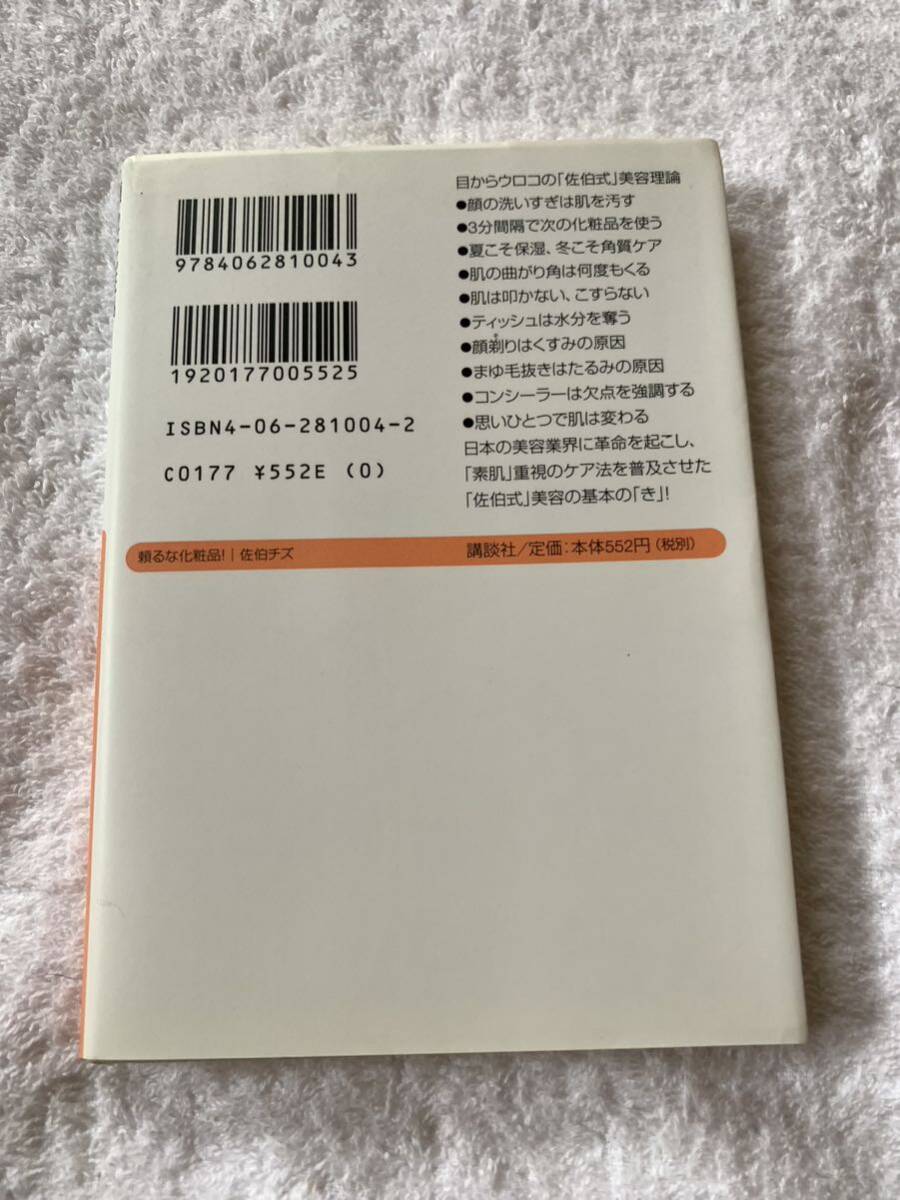 9784062810043
1920177005525
ISBN4-06-281004-2
C0177 ¥552E (0)
目からウロコの「佐伯式」美容理論
●顔の洗いすぎは肌を汚す
●3分間隔で次の化粧品を使う
●夏こそ保湿、冬こそ角質ケア
●肌の曲がり角は何度もくる
●肌は叩かない、こすらない
●ティッシュは水分を奪う
●顔剃りはくすみの原因
●まゆ毛抜きはたるみの原因
●コンシーラーは欠点を強調する
●思いひとつで肌は変わる
日本の美容業界に革命を起こし、
「素肌」重視のケア法を普及させた
「佐伯式」美容の基本の「き」!
頼るな化粧品!|佐伯チズ
講談社/定価:本体552円(税別)